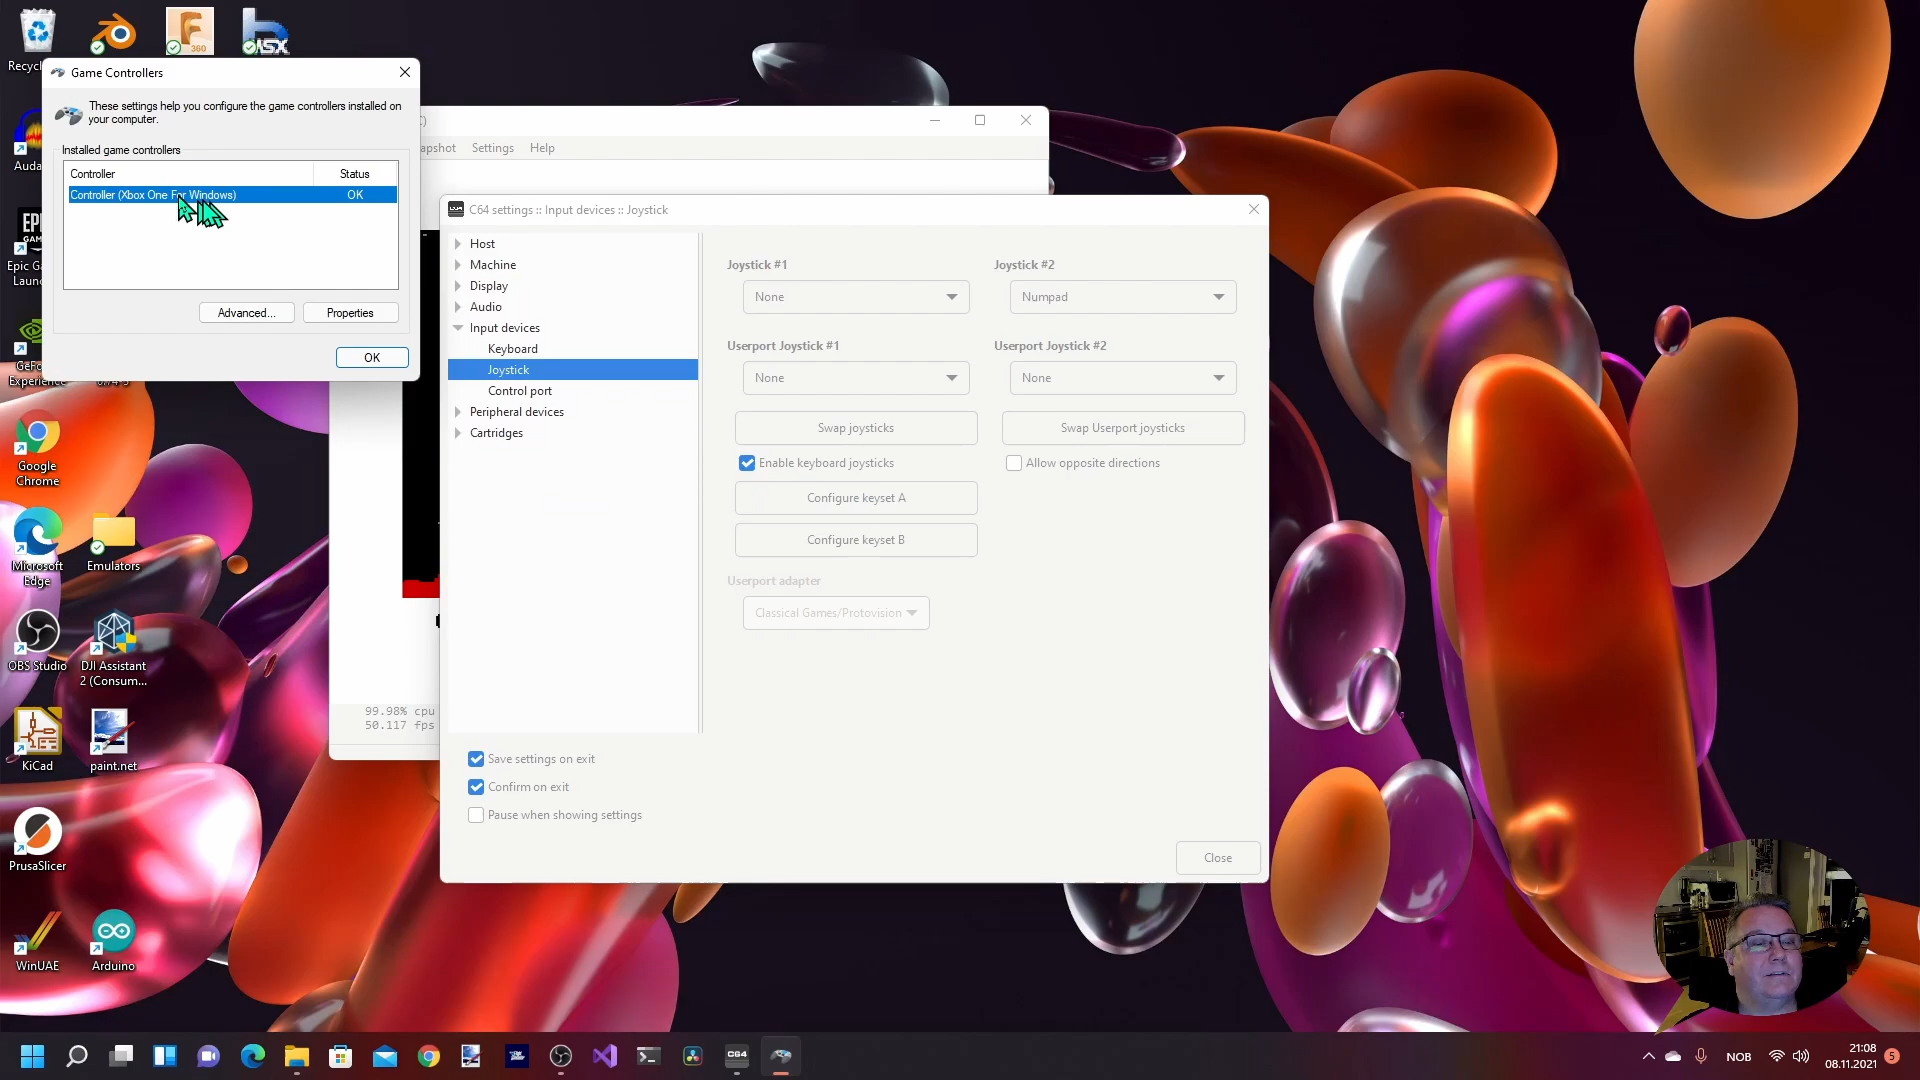 360
bsx
Recycl
Game Controllers
These settings help you configure the game controllers installed on
your computer.
Installed game controllers
Controller
Status
Controller (Xbox One For Windows)
OK
Advanced...
Properties
OK
Auda
EPI
GAM
Epic Ga
Laun
GeFo
Experience
Google
Chrome
Microsoft
Edge
Emulators
OBS Studio
DJI Assistant
2 (Consum...
KiCad
paint.net
PrusaSlicer
WinUAE
Arduino
apshot
Settings
Help
99.98% cpu
50.117 fps
C64 settings :: Input devices :: Joystick
Host
Machine
Display
Audio
Input devices
Keyboard
Joystick
Control port
Peripheral devices
Cartridges
Joystick #1
Joystick #2
None
Numpad
Userport Joystick #1
Userport Joystick #2
None
None
Swap joysticks
Swap Userport joysticks
Enable keyboard joysticks
Allow opposite directions
Configure keyset A
Configure keyset B
Userport adapter
Classical Games/Protovision
Save settings on exit
Confirm on exit
Pause when showing settings
Close
C64
NOB
21:08
08.11.2021
5